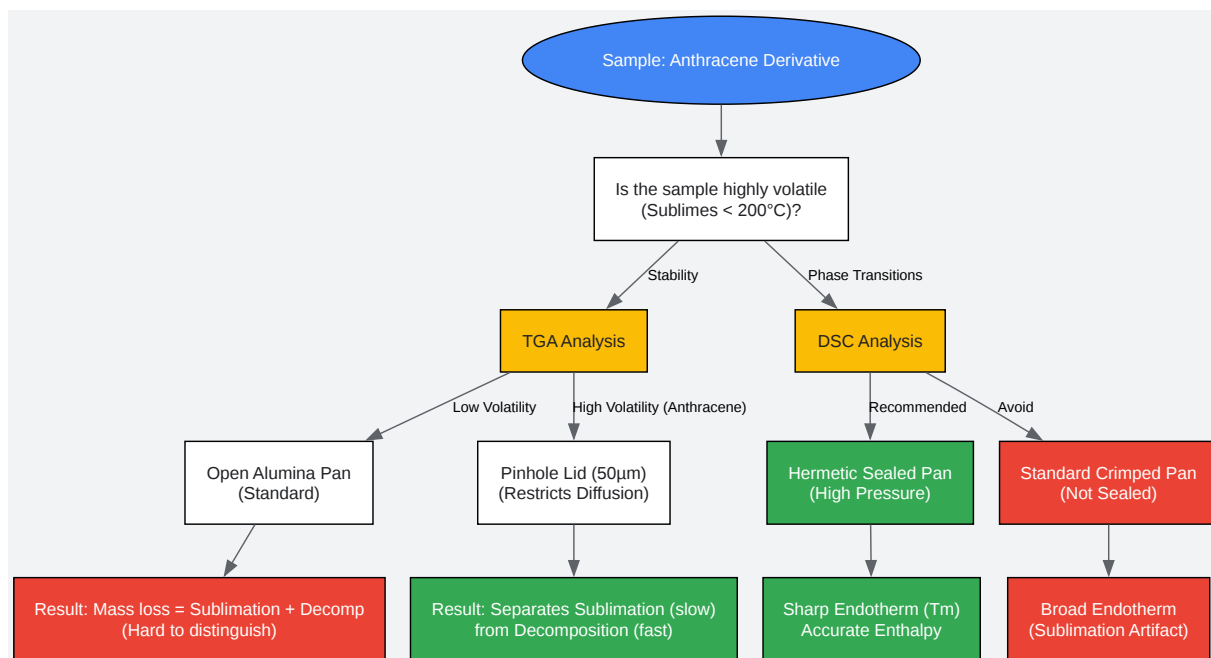 Sample: Anthracene Derivative
Is the sample highly volatile
(Sublimes < 200°C)?
Stability
Phase Transitions
TGA Analysis
DSC Analysis
Low Volatility
High Volatility (Anthracene)
Recommended
Avoid
Open Alumina Pan
(Standard)
Pinhole Lid (50µm)
(Restricts Diffusion)
Hermetic Sealed Pan
(High Pressure)
Standard Crimped Pan
(Not Sealed)
Result: Mass loss = Sublimation + Decomp
(Hard to distinguish)
Result: Separates Sublimation (slow)
from Decomposition (fast)
Sharp Endotherm (Tm)
Accurate Enthalpy
Broad Endotherm
(Sublimation Artifact)